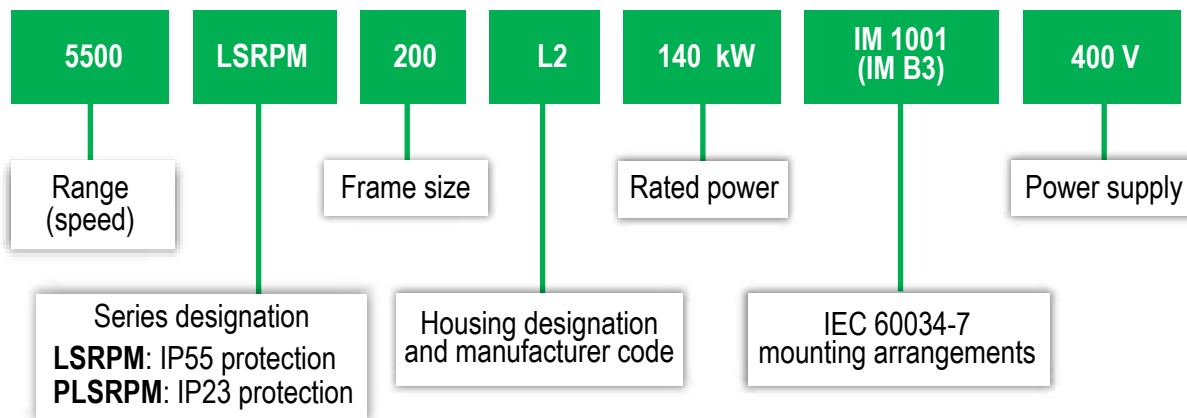 5500
LSRPM
200
L2
140 kW
IM 1001
(IM B3)
400 V
Range
(speed)
Frame size
Rated power
Power supply
Series designation
LSRPM: IP55 protection
PLSRPM: IP23 protection
Housing designation
and manufacturer code
IEC 60034-7
mounting arrangements